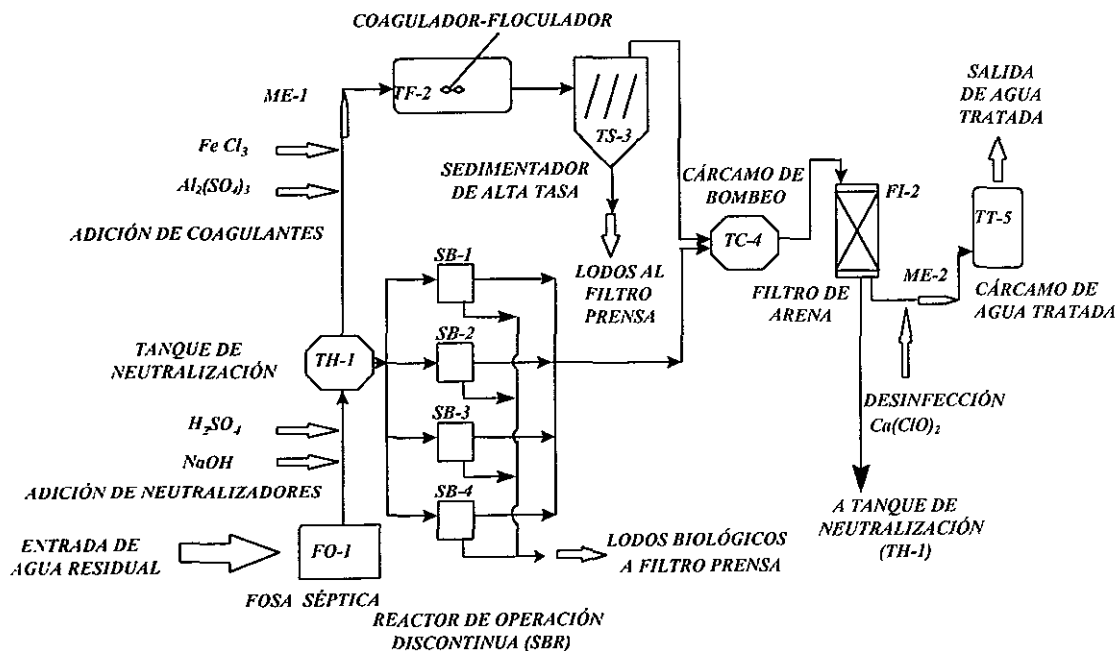 COAGULADOR-FLOCULADOR
ME-1
TF-2
Fe Cl₃
Al₂(SO₄)₃
ADICIÓN DE COAGULANTES
TS-3
SEDIMENTADOR
DE ALTA TASA
LODOS AL
FILTRO
PRENSA
CÁRCAMO DE
BOMBEO
TC-4
FI-2
FILTRO DE
ARENA
SALIDA
DE AGUA
TRATADA
TT-5
ME-2
CÁRCAMO DE
AGUA TRATADA
DESINFECCIÓN
Ca(ClO)₂
A TANQUE DE
NEUTRALIZACIÓN
(TH-1)
TANQUE DE
NEUTRALIZACIÓN
TH-1
SB-1
SB-2
SB-3
SB-4
H₂SO₄
NaOH
ADICIÓN DE NEUTRALIZADORES
ENTRADA DE
AGUA RESIDUAL
FO-1
FOSA SÉPTICA
LODOS BIOLÓGICOS
A FILTRO PRENSA
REACTOR DE OPERACIÓN
DISCONTINUA (SBR)